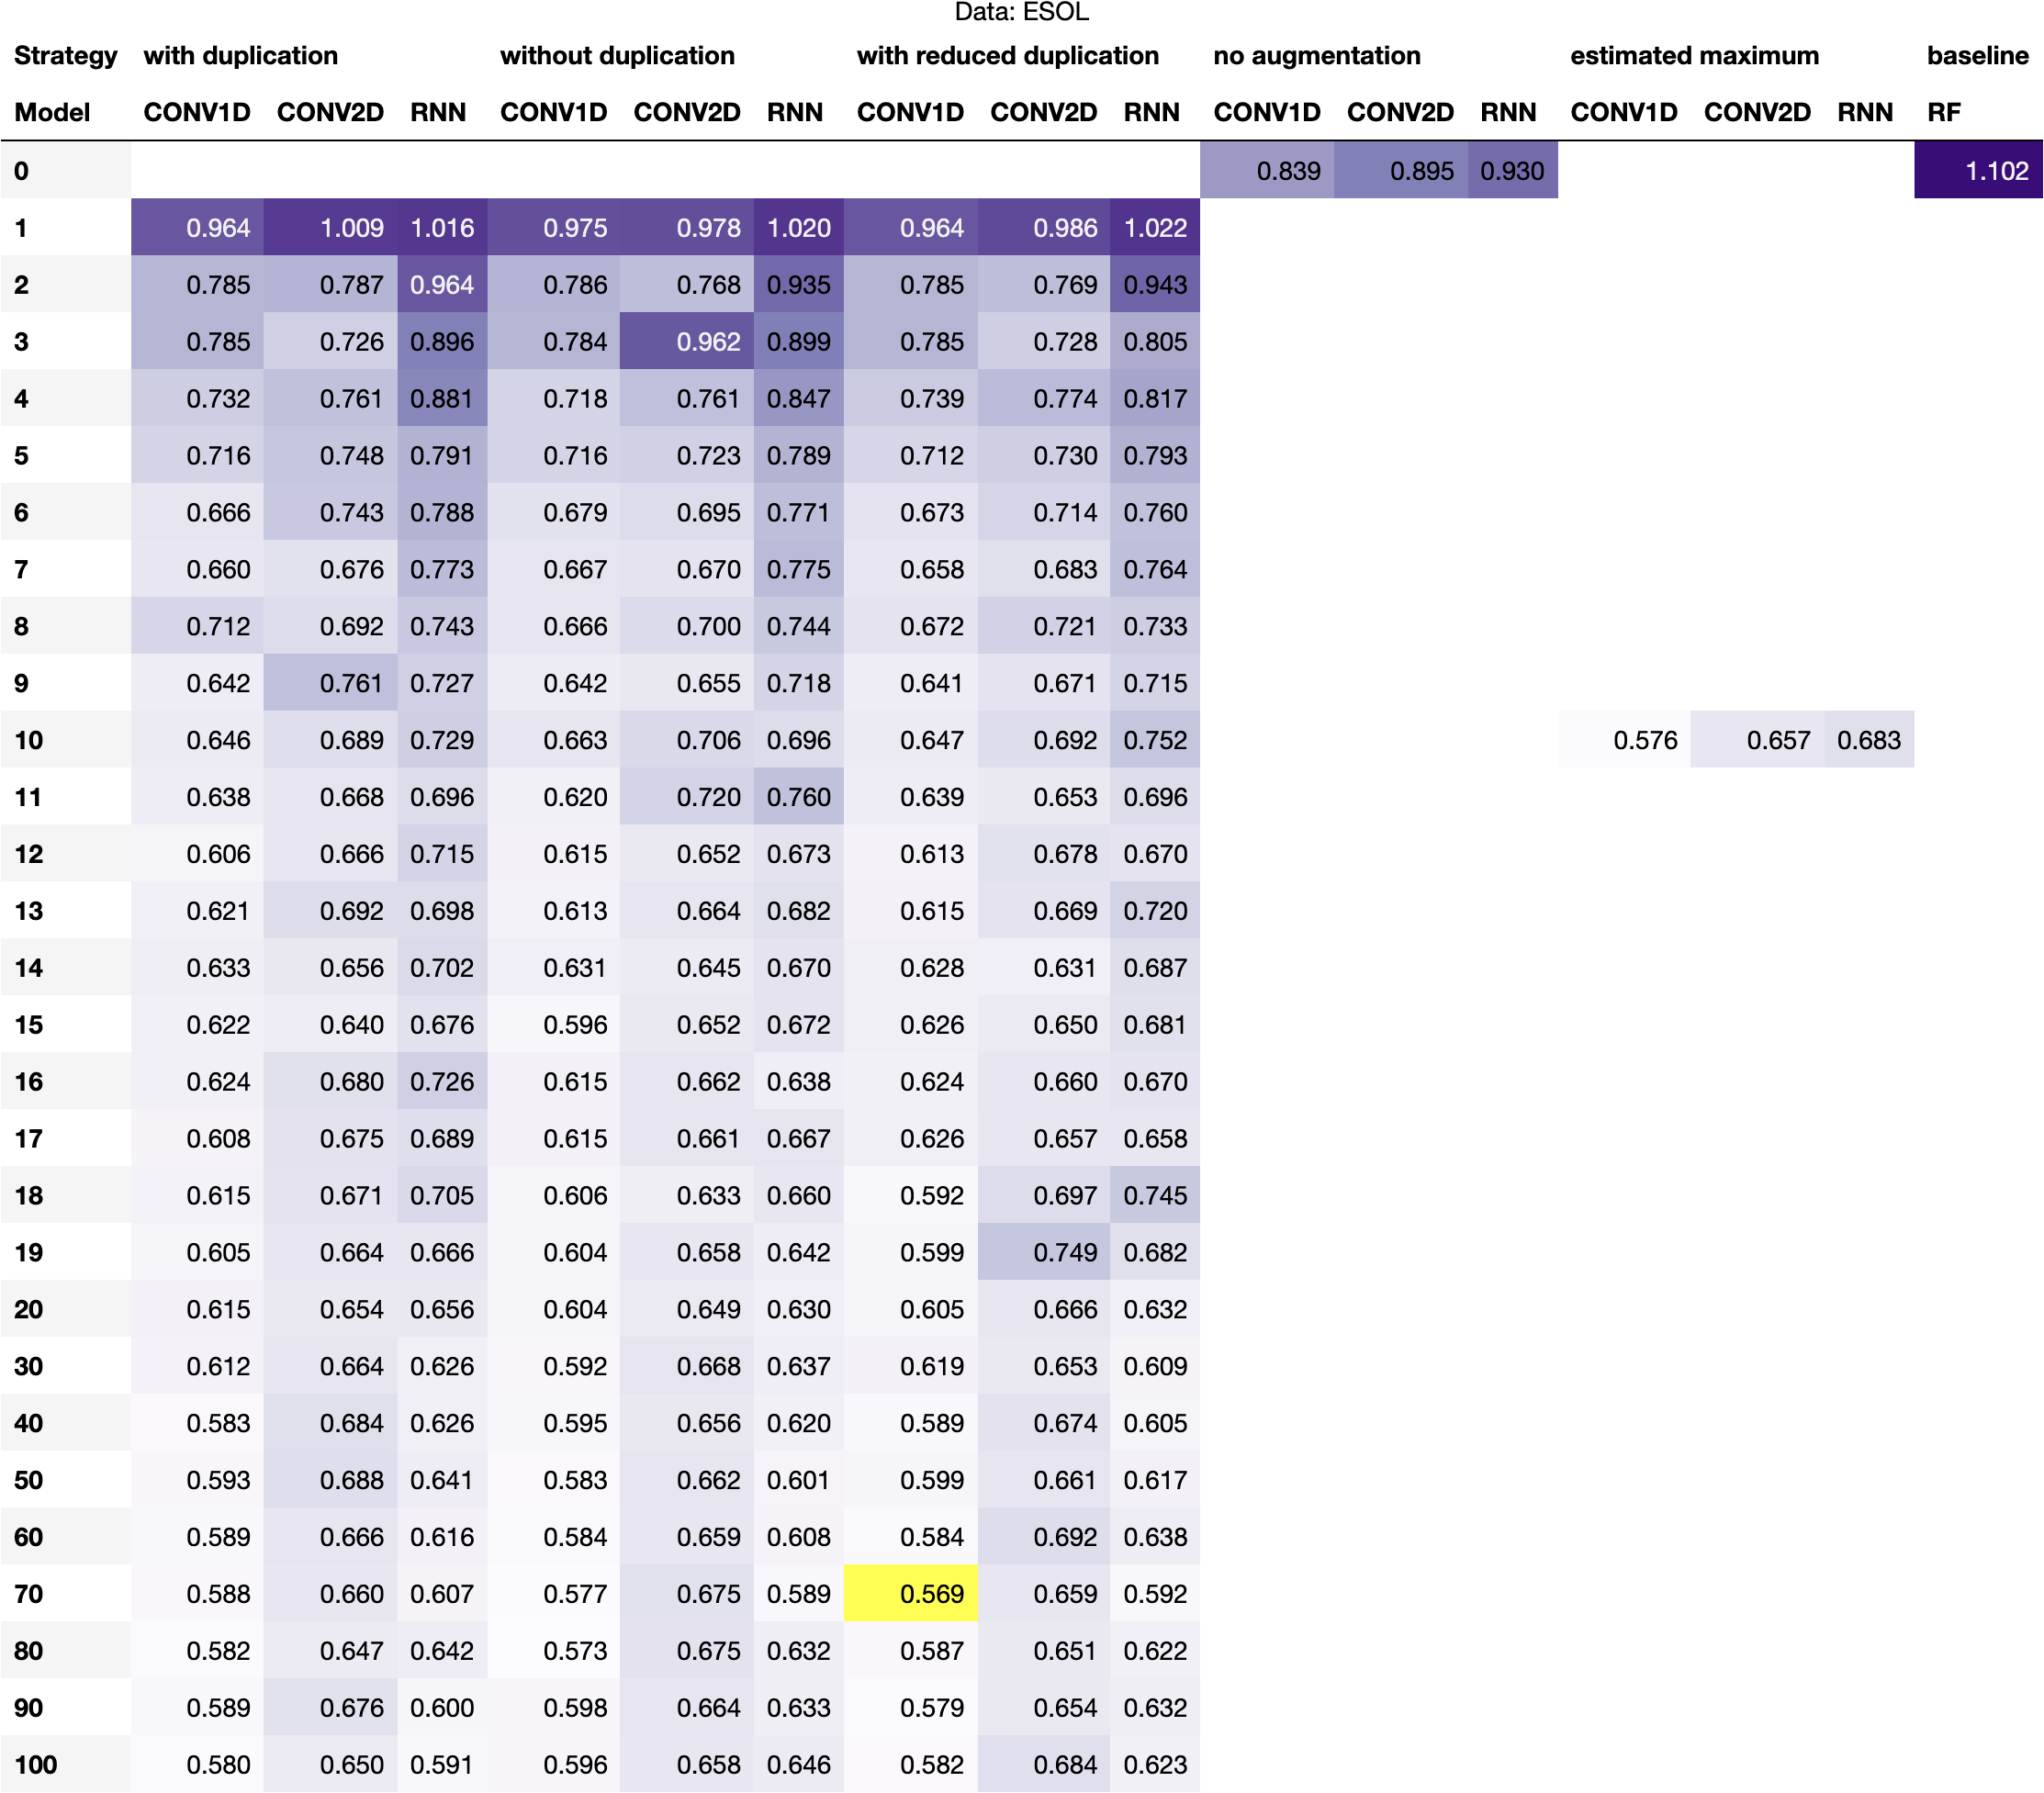 Data: ESOL
Strategy with duplication without duplication with reduced duplication no augmentation estimated maximum baseline
Model CONV1D CONV2D RNN CONV1D CONV2D RNN CONV1D CONV2D RNN CONV1D CONV2D RNN CONV1D CONV2D RNN RF
0 0.839 0.895 0.930 1.102
1 0.964 1.009 1.016 0.975 0.978 1.020 0.964 0.986 1.022
2 0.785 0.787 0.964 0.786 0.768 0.935 0.785 0.769 0.943
3 0.785 0.726 0.896 0.784 0.962 0.899 0.785 0.728 0.805
4 0.732 0.761 0.881 0.718 0.761 0.847 0.739 0.774 0.817
5 0.716 0.748 0.791 0.716 0.723 0.789 0.712 0.730 0.793
6 0.666 0.743 0.788 0.679 0.695 0.771 0.673 0.714 0.760
7 0.660 0.676 0.773 0.667 0.670 0.775 0.658 0.683 0.764
8 0.712 0.692 0.743 0.666 0.700 0.744 0.672 0.721 0.733
9 0.642 0.761 0.727 0.642 0.655 0.718 0.641 0.671 0.715
10 0.646 0.689 0.729 0.663 0.706 0.696 0.647 0.692 0.752 0.576 0.657 0.683
11 0.638 0.668 0.696 0.620 0.720 0.760 0.639 0.653 0.696
12 0.606 0.666 0.715 0.615 0.652 0.673 0.613 0.678 0.670
13 0.621 0.692 0.698 0.613 0.664 0.682 0.615 0.669 0.720
14 0.633 0.656 0.702 0.631 0.645 0.670 0.628 0.631 0.687
15 0.622 0.640 0.676 0.596 0.652 0.672 0.626 0.650 0.681
16 0.624 0.680 0.726 0.615 0.662 0.638 0.624 0.660 0.670
17 0.608 0.675 0.689 0.615 0.661 0.667 0.626 0.657 0.658
18 0.615 0.671 0.705 0.606 0.633 0.660 0.592 0.697 0.745
19 0.605 0.664 0.666 0.604 0.658 0.642 0.599 0.749 0.682
20 0.615 0.654 0.656 0.604 0.649 0.630 0.605 0.666 0.632
30 0.612 0.664 0.626 0.592 0.668 0.637 0.619 0.653 0.609
40 0.583 0.684 0.626 0.595 0.656 0.620 0.589 0.674 0.605
50 0.593 0.688 0.641 0.583 0.662 0.601 0.599 0.661 0.617
60 0.589 0.666 0.616 0.584 0.659 0.608 0.584 0.692 0.638
70 0.588 0.660 0.607 0.577 0.675 0.589 0.569 0.659 0.592
80 0.582 0.647 0.642 0.573 0.675 0.632 0.587 0.651 0.622
90 0.589 0.676 0.600 0.598 0.664 0.633 0.579 0.654 0.632
100 0.580 0.650 0.591 0.596 0.658 0.646 0.582 0.684 0.623